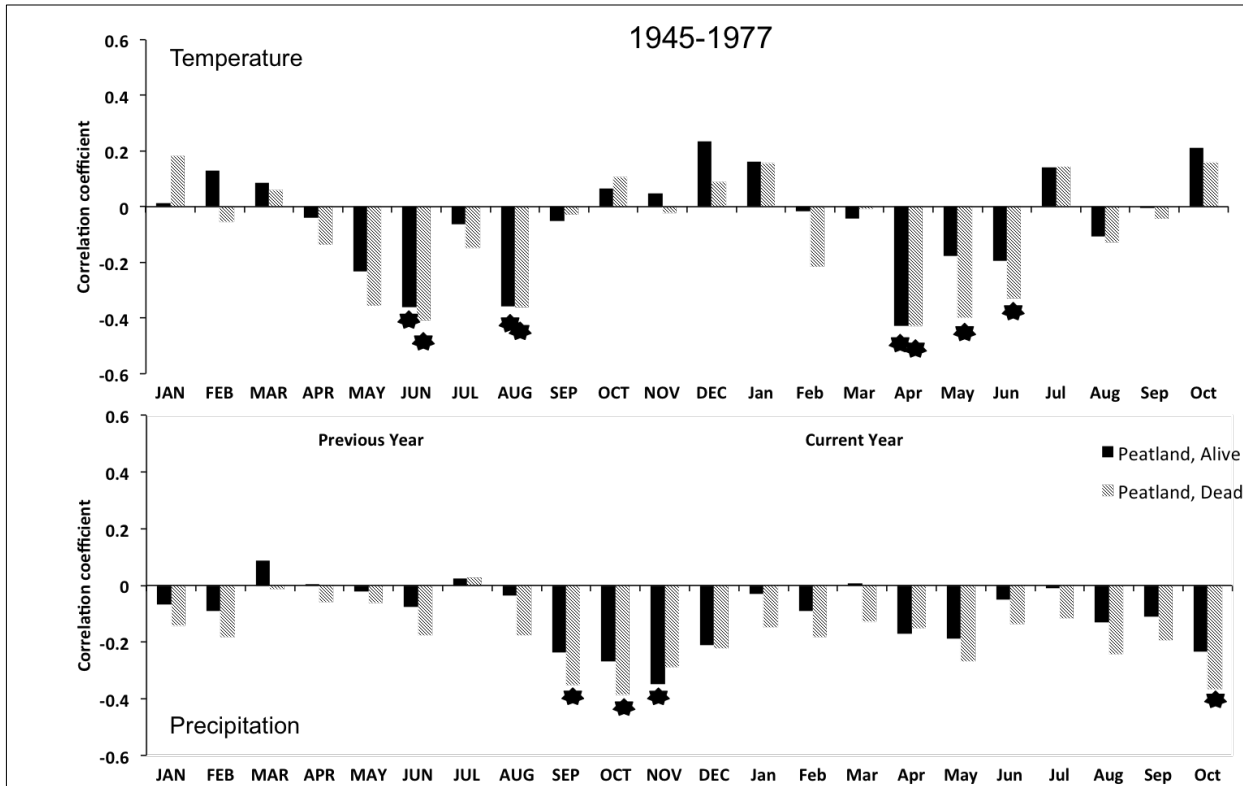 1945-1977
Temperature
Correlation coefficient
0.6
0.4
0.2
0
-0.2
-0.4
-0.6
JAN FEB MAR APR MAY JUN JUL AUG SEP OCT NOV DEC Jan Feb Mar Apr May Jun Jul Aug Sep Oct
Previous Year Current Year
Peatland, Alive
Peatland, Dead
Correlation coefficient
0.6
0.4
0.2
0
-0.2
-0.4
-0.6
Precipitation
JAN FEB MAR APR MAY JUN JUL AUG SEP OCT NOV DEC Jan Feb Mar Apr May Jun Jul Aug Sep Oct